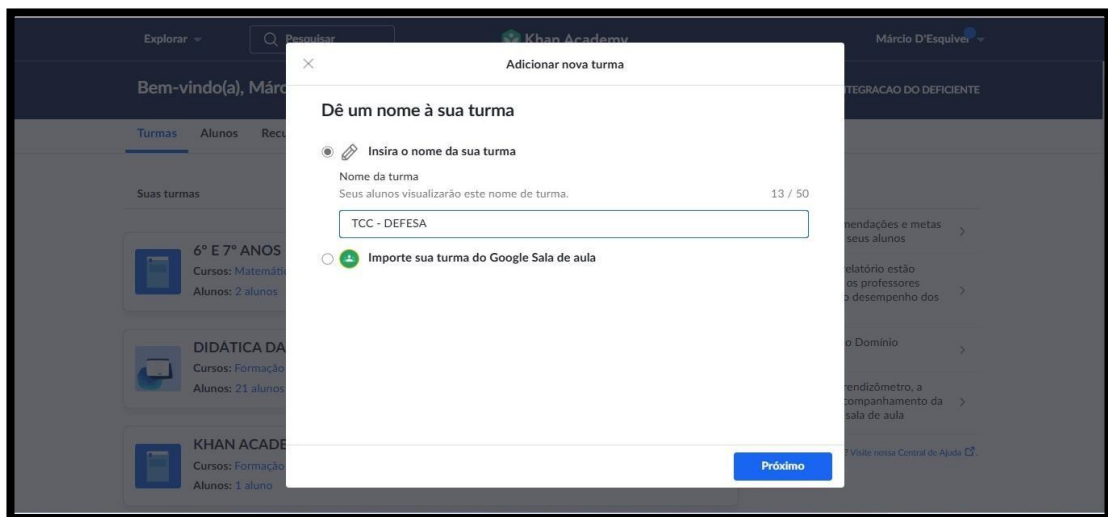 Explorar
Pesquisar
Khan Academy
Márcio D'Esquivel
Bem-vindo(a), Márc
NTEGRACAO DO DEFICIENTE
Turmas Alunos Recu
Suas turmas
6º E 7º ANOS
Cursos: Matemátic
Alunos: 2 alunos
DIDÁTICA DA
Cursos: Formação
Alunos: 21 alunos
KHAN ACADE
Cursos: Formação
Alunos: 1 aluno
Adicionar nova turma
Dê um nome à sua turma
Insira o nome da sua turma
Nome da turma
Seus alunos visualizarão este nome de turma. 13 / 50
TCC - DEFESA
Importe sua turma do Google Sala de aula
Próximo
mendações e metas
seus alunos
relatório estão
os professores
o desempenho dos
o Domínio
rendizômetro, a
companhamento da
sala de aula
? Visite nossa Central de Ajuda